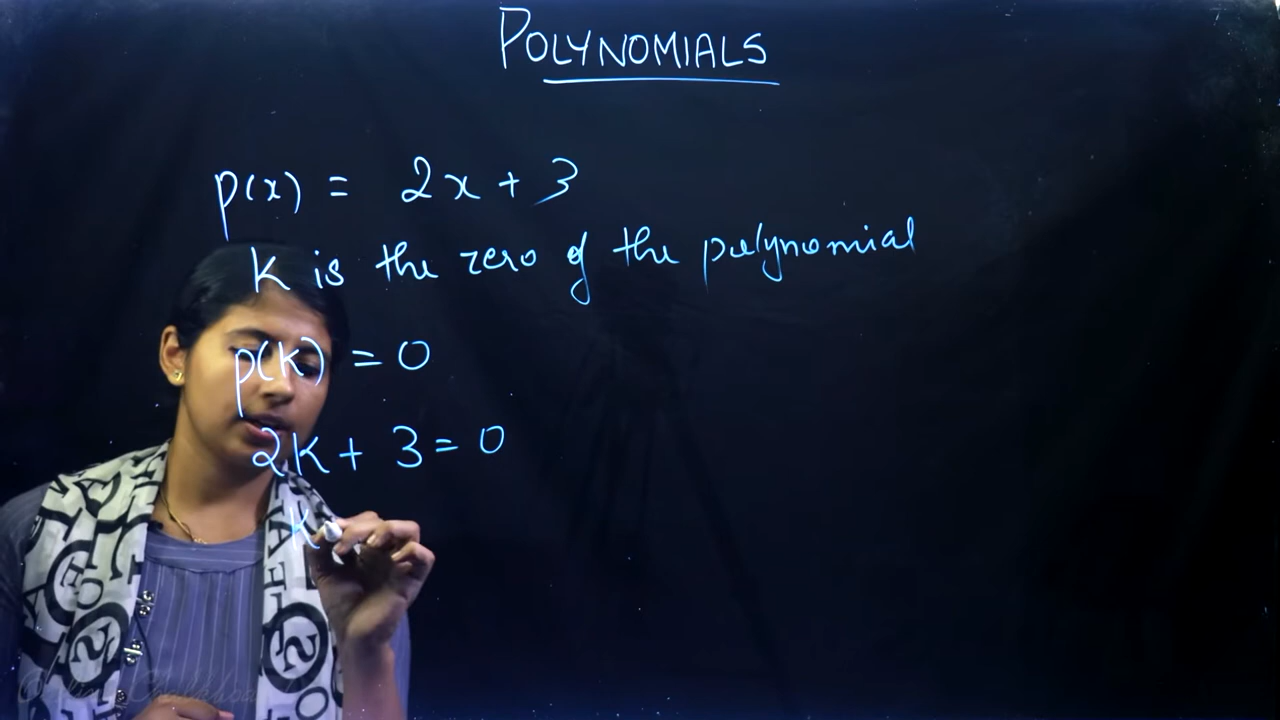 POLYNOMIALS
p(x) = 2x + 3
K is the zero of the polynomial
p(K) = 0
2K + 3 = 0
K